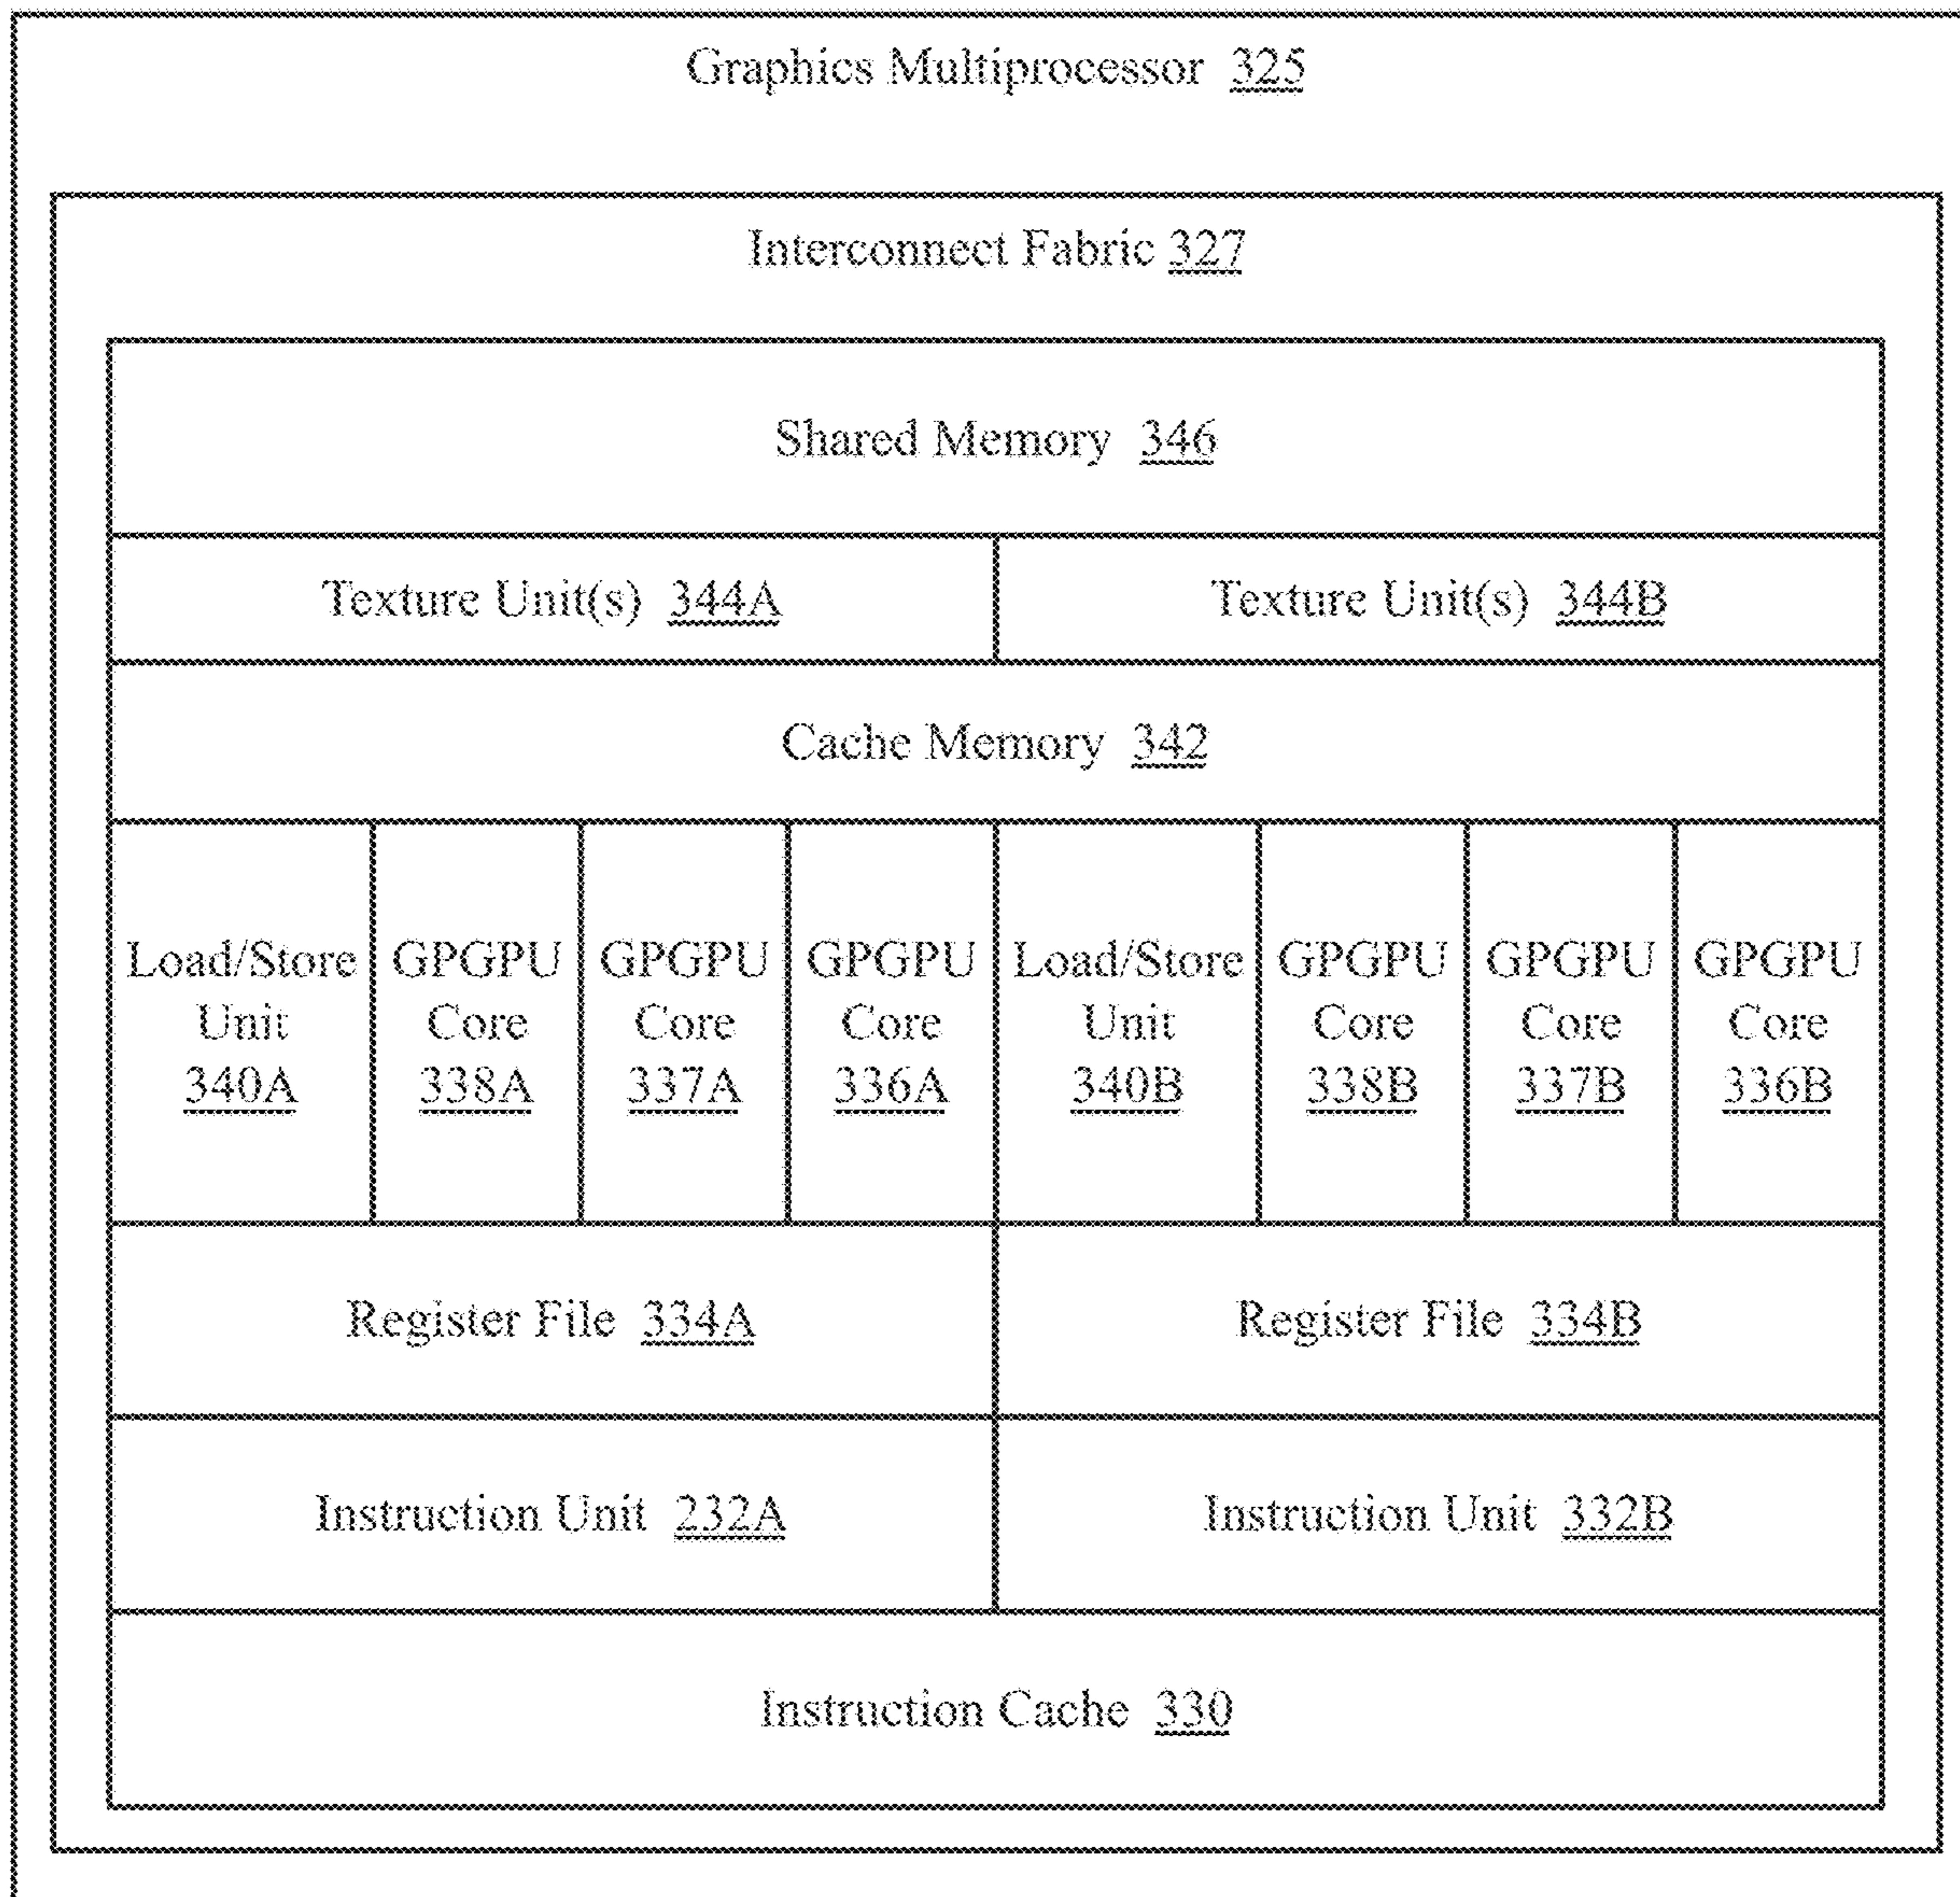 Graphics Multiprocessor 325
Interconnect Fabric 327
Shared Memory 346
Texture Unit(s) 344A
Texture Unit(s) 344B
Cache Memory 342
Load/Store
Unit
340A
GPGPU
Core
338A
GPGPU
Core
337A
GPGPU
Core
336A
Load/Store
Unit
340B
GPGPU
Core
338B
GPGPU
Core
337B
GPGPU
Core
336B
Register File 334A
Register File 334B
Instruction Unit 232A
Instruction Unit 332B
Instruction Cache 330